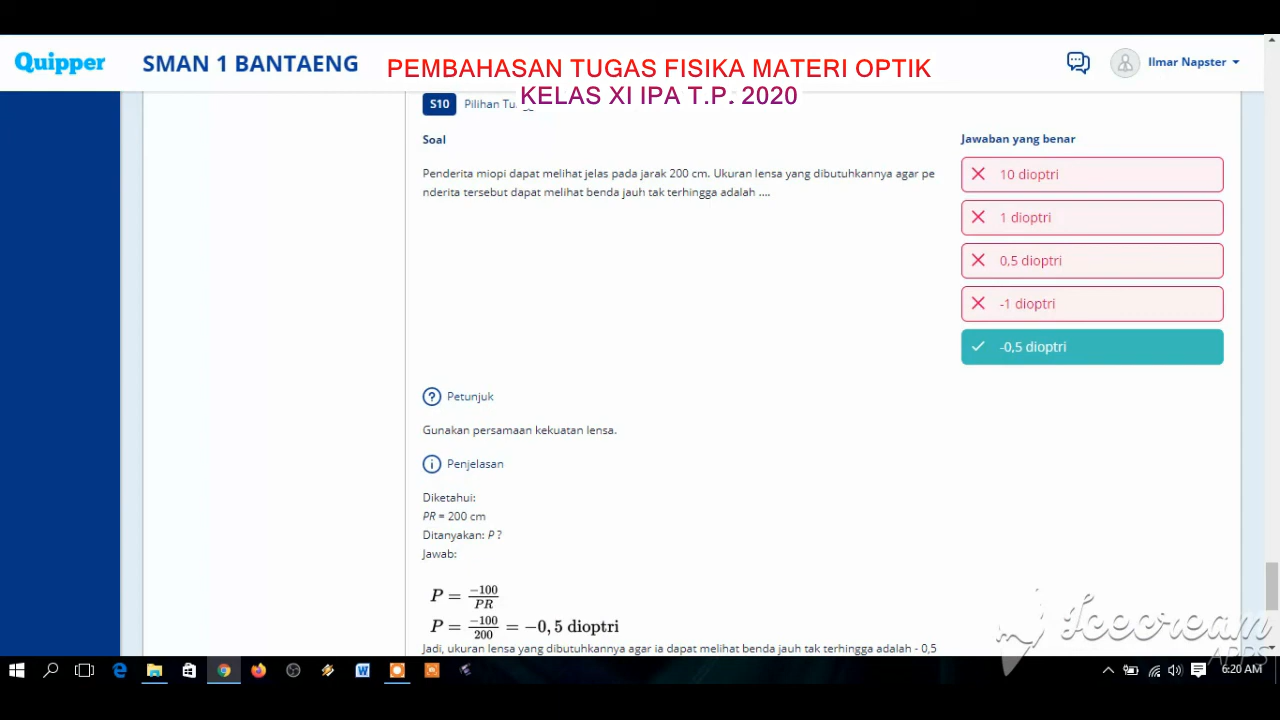 Quipper
SMAN 1 BANTAENG
PEMBAHASAN TUGAS FISIKA MATERI OPTIK
KELAS XI IPA T.P. 2020
Ilmar Napster
S10 Pilihan
Soal
Penderita miopi dapat melihat jelas pada jarak 200 cm. Ukuran lensa yang dibutuhkannya agar pe
nderita tersebut dapat melihat benda jauh tak terhingga adalah ....
Jawaban yang benar
10 dioptri
1 dioptri
0,5 dioptri
-1 dioptri
-0,5 dioptri
Petunjuk
Gunakan persamaan kekuatan lensa.
Penjelasan
Diketahui:
PR = 200 cm
Ditanyakan: P ?
Jawab:
P = −100/PR
P = −100/200 = −0, 5 dioptri
Jadi, ukuran lensa yang dibutuhkannya agar ia dapat melihat benda jauh tak terhingga adalah - 0,5
Icecream
APPS
6:20 AM